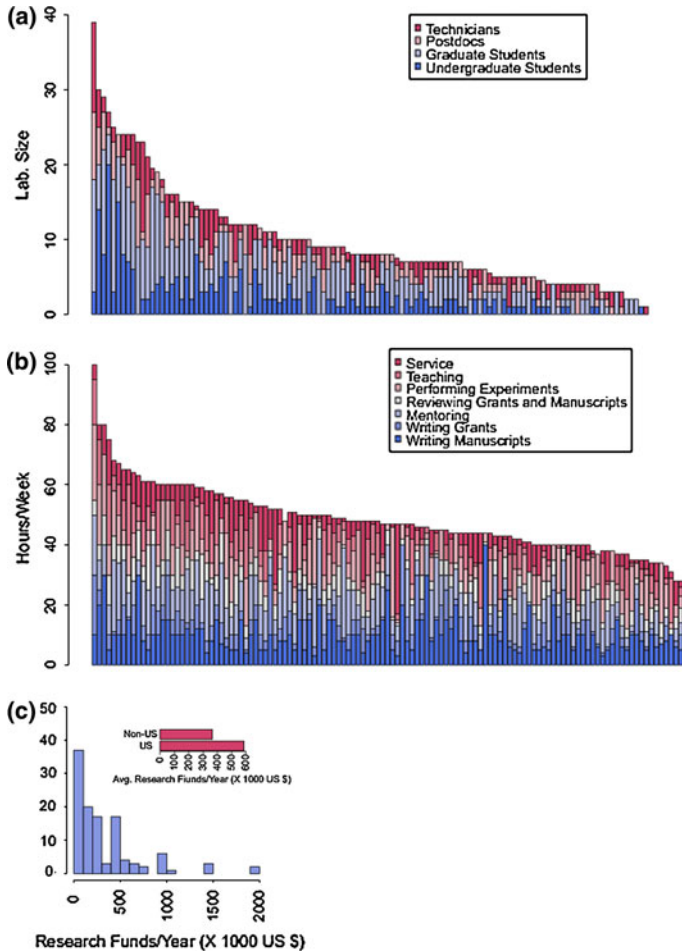 (a)
40
30
20
10
0
Lab. Size
Technicians
Postdocs
Graduate Students
Undergraduate Students
(b)
100
80
60
40
20
0
Hours/Week
Service
Teaching
Performing Experiments
Reviewing Grants and Manuscripts
Mentoring
Writing Grants
Writing Manuscripts
(c)
50
40
30
20
10
0
Non-US
US
0 100 200 300 400 500 600
Avg. Research Fiunds/Year (X 1000 US $)
0 500 1000 1500 2000
Research Funds/Year (X 1000 US $)